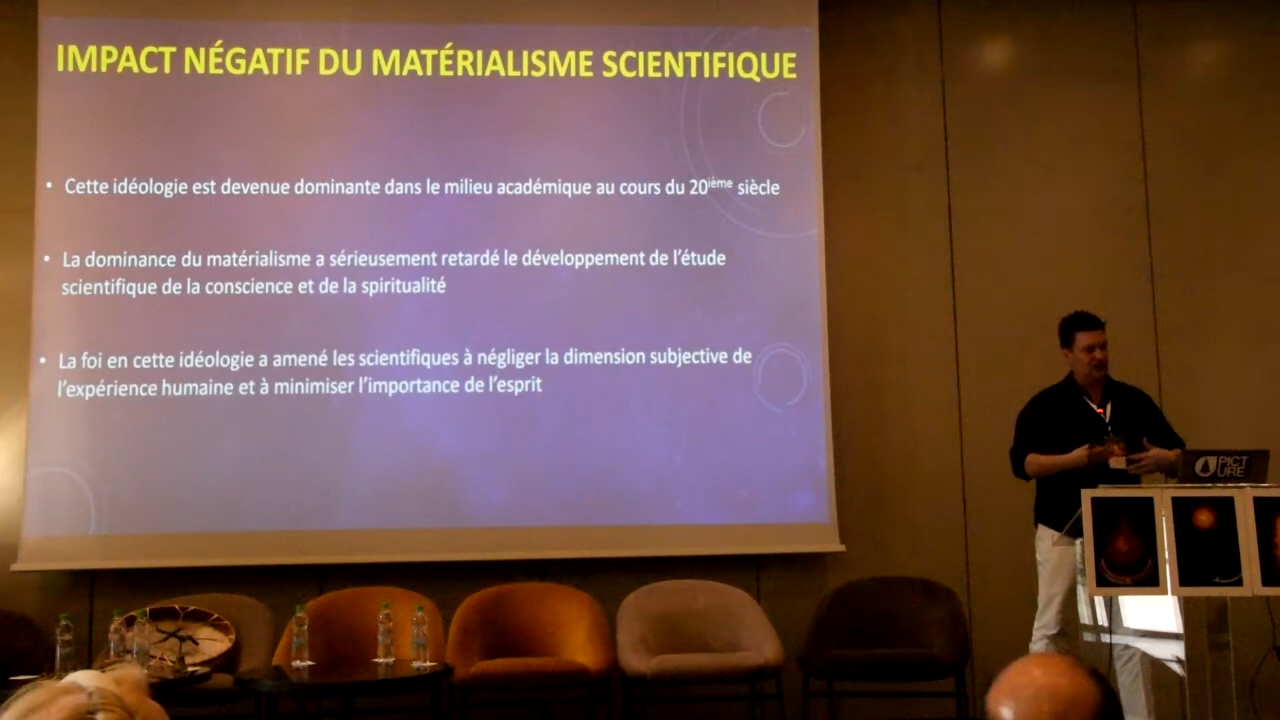 IMPACT NÉGATIF DU MATÉRIALISME SCIENTIFIQUE
• Cette idéologie est devenue dominante dans le milieu académique au cours du 20ième siècle
• La dominance du matérialisme a sérieusement retardé le développement de l'étude
scientifique de la conscience et de la spiritualité
• La foi en cette idéologie a amené les scientifiques à négliger la dimension subjective de
l'expérience humaine et à minimiser l'importance de l'esprit
PICT
URE